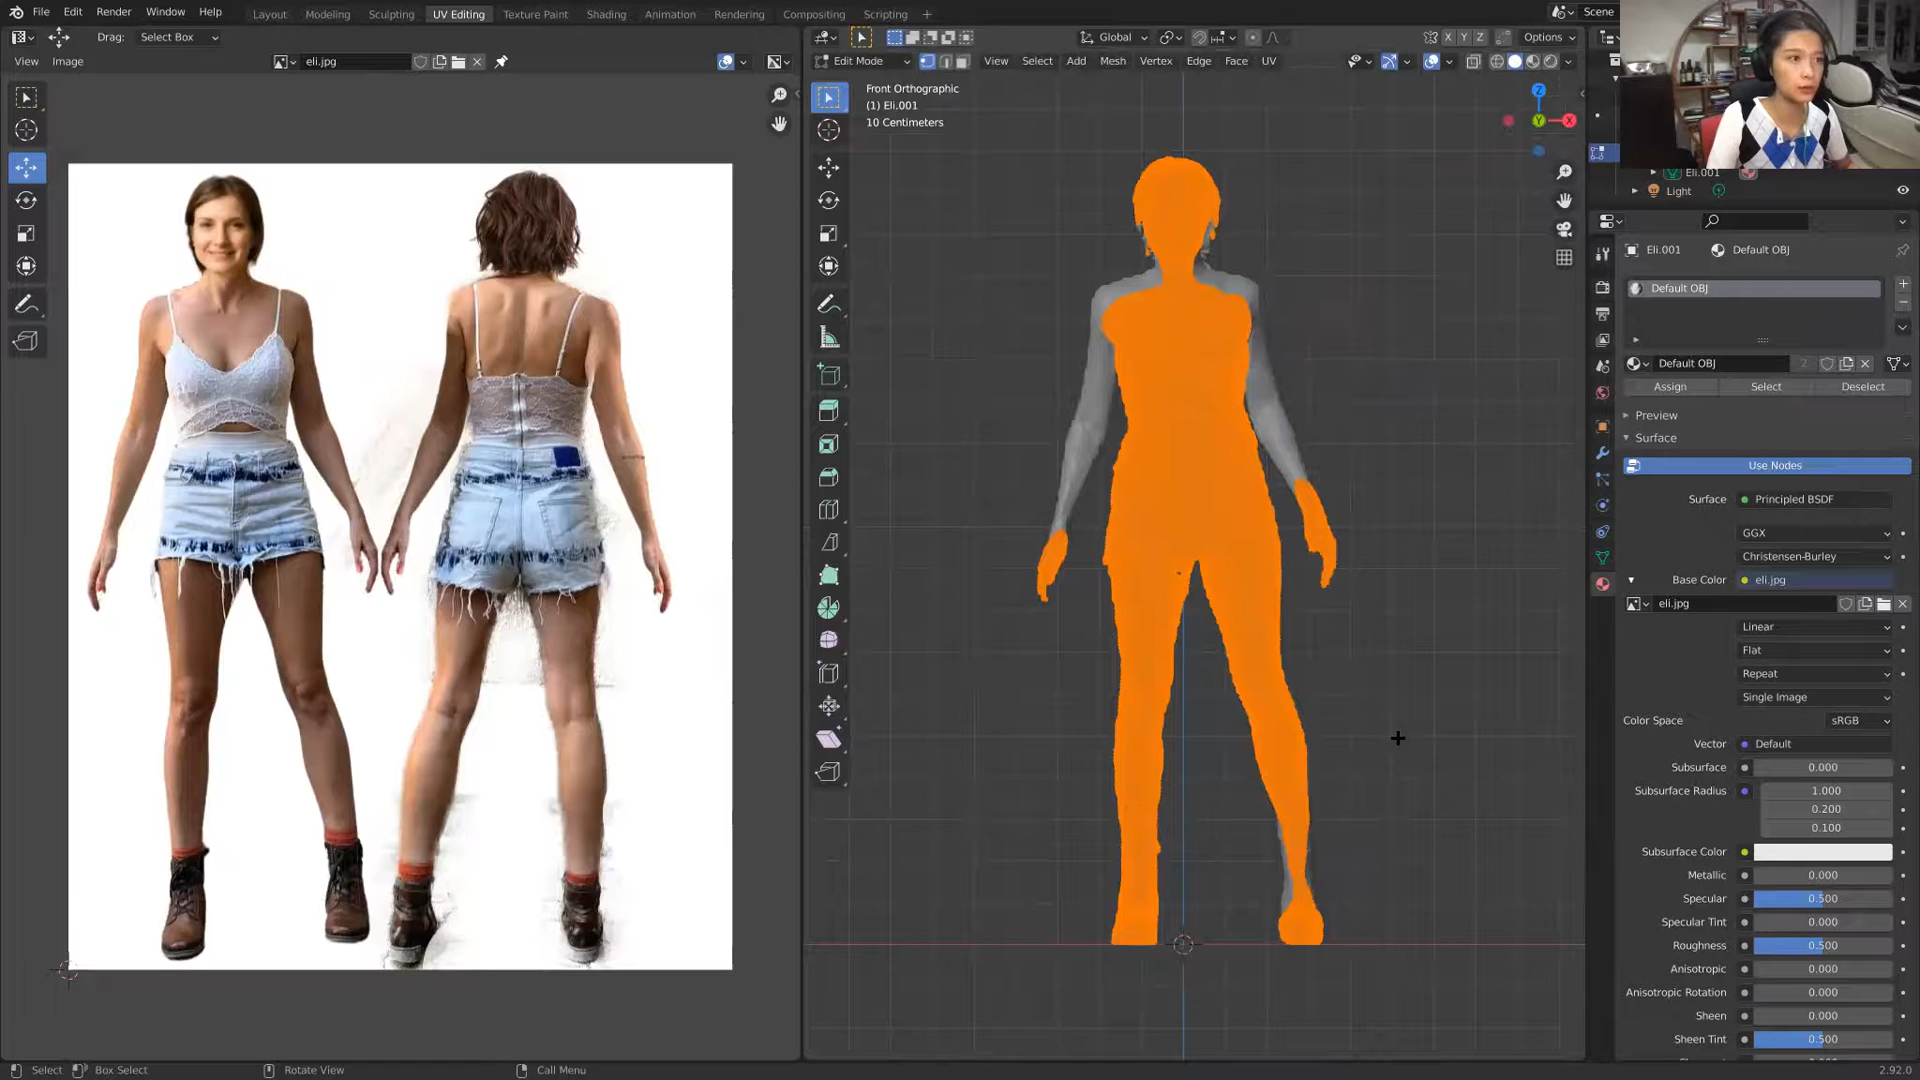 File Edit Render Window Help
Layout Modeling Sculpting UV Editing Texture Paint Shading Animation Rendering Compositing Scripting +
Scene
Drag: Select Box
Global
X Y Z
Options
View Image
eli.jpg
Edit Mode
View Select Add Mesh Vertex Edge Face UV
Front Orthographic
(1) Eli.001
10 Centimeters
Z
Y
X
Eli.001
Light
Eli.001
Default OBJ
Default OBJ
Default OBJ
2
Assign Select Deselect
Preview
Surface
Use Nodes
Surface Principled BSDF
GGX
Christensen-Burley
Base Color eli.jpg
eli.jpg
Linear
Flat
Repeat
Single Image
Color Space sRGB
Vector Default
Subsurface 0.000
Subsurface Radius 1.000
0.200
0.100
Subsurface Color
Metallic 0.000
Specular 0.500
Specular Tint 0.000
Roughness 0.500
Anisotropic 0.000
Anisotropic Rotation 0.000
Sheen 0.000
Sheen Tint 0.500
Select Box Select Rotate View Call Menu 2.92.0